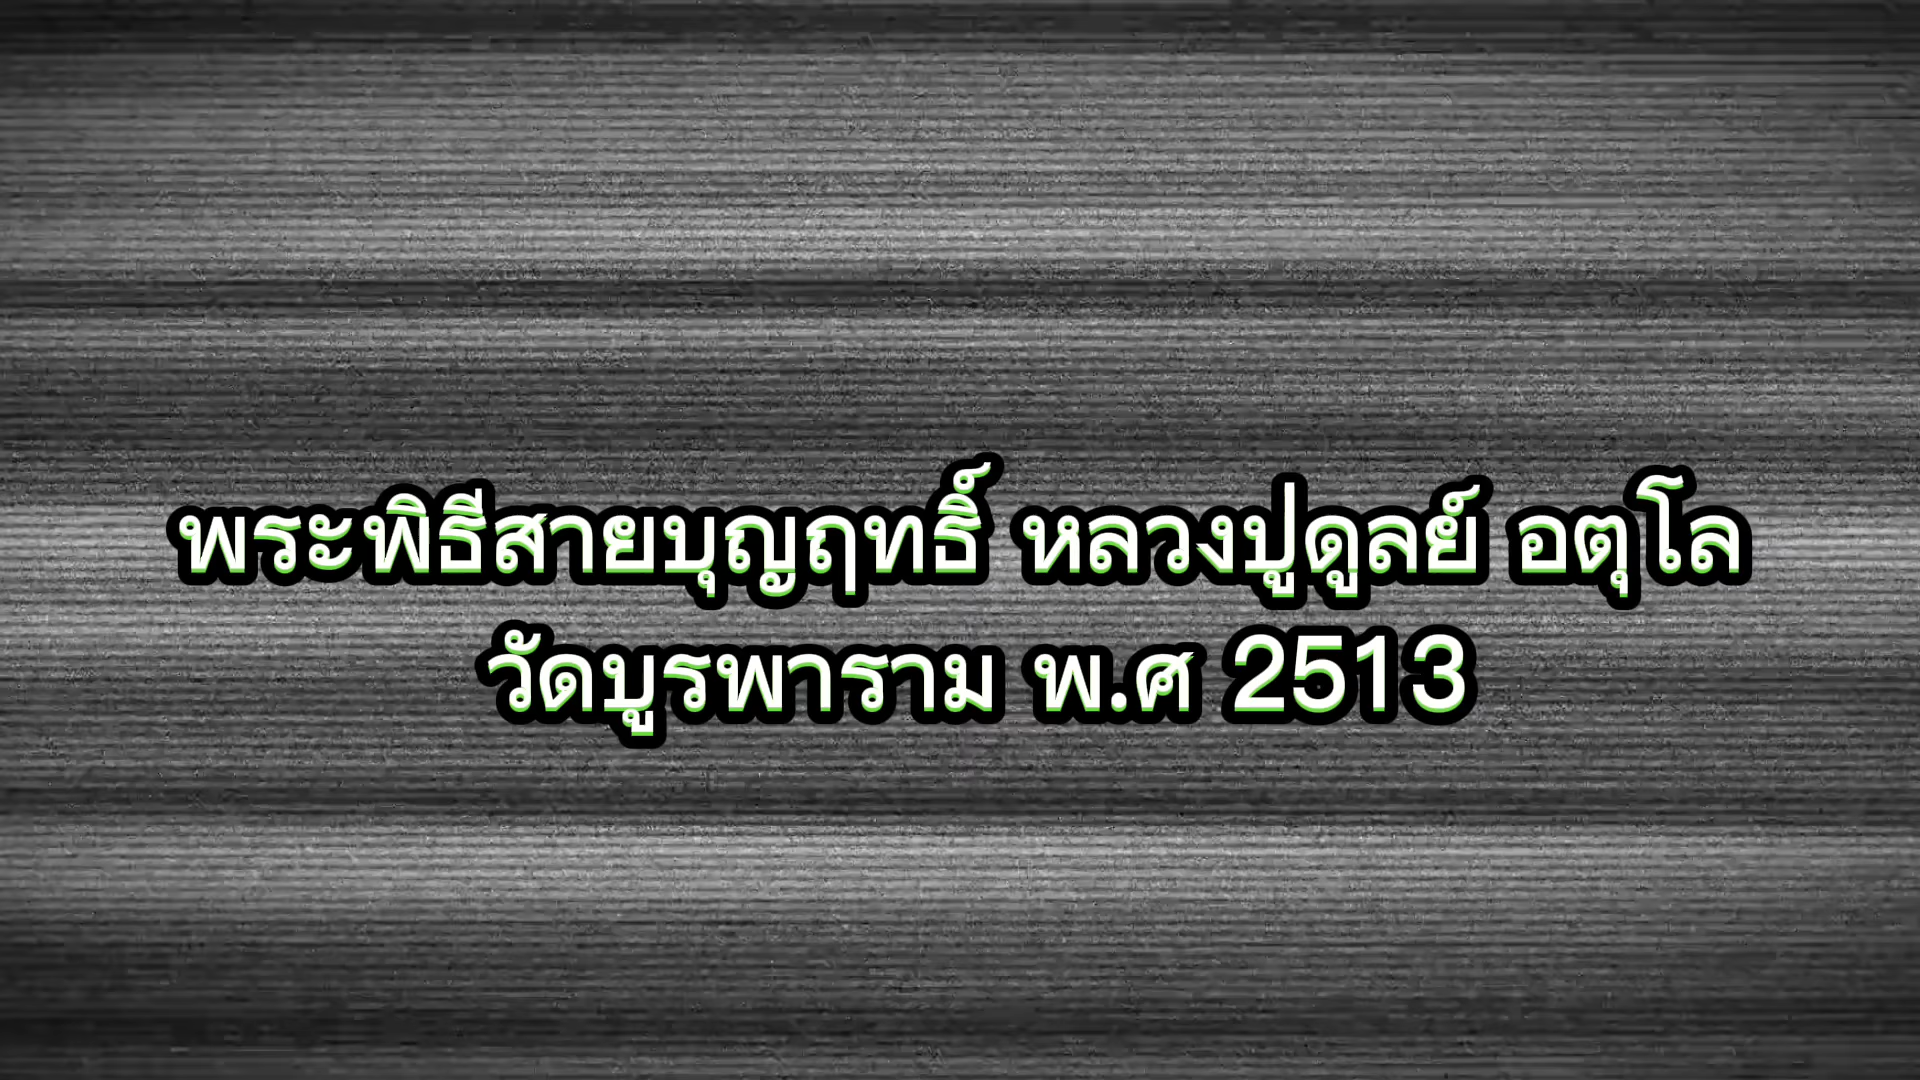 พระพิธีสายบุญฤทธิ์ หลวงปู่ดูลย์ อตุโล
วัดบูรพาราม พ.ศ 2513